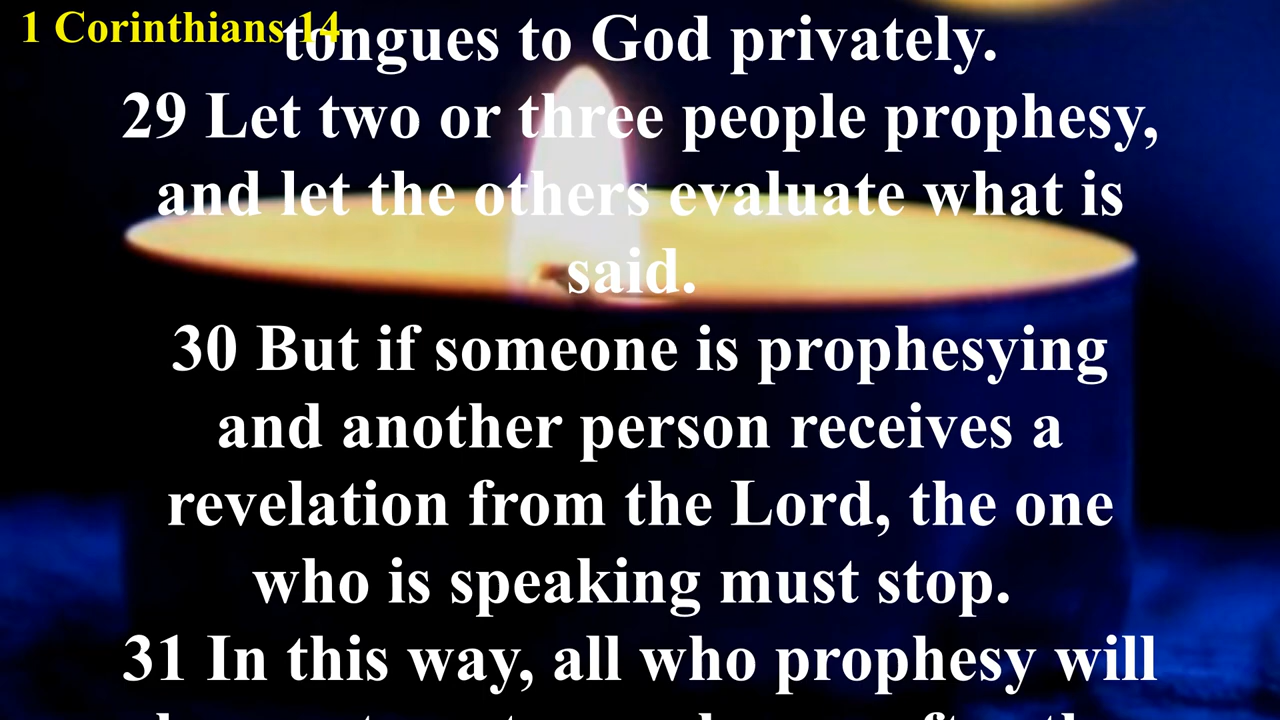 1 Corinthians 14
tongues to God privately.
29 Let two or three people prophesy,
and let the others evaluate what is
said.
30 But if someone is prophesying
and another person receives a
revelation from the Lord, the one
who is speaking must stop.
31 In this way, all who prophesy will